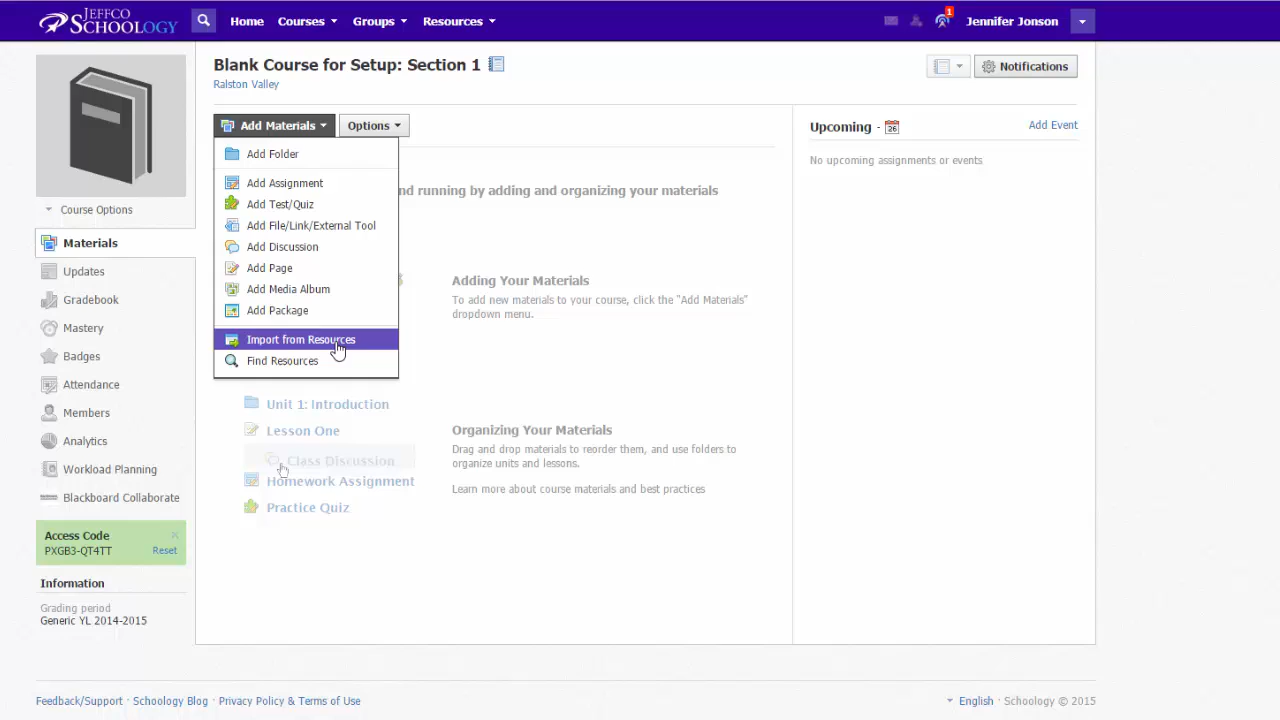 JEFFCO
SCHOOLOGY
Home Courses Groups Resources
1
Jennifer Jonson
Blank Course for Setup: Section 1
Ralston Valley
Notifications
Add Materials Options
Upcoming - 26 Add Event
No upcoming assignments or events
Add Folder
Add Assignment
nd running by adding and organizing your materials
Add Test/Quiz
Add File/Link/External Tool
Add Discussion
Add Page
Add Media Album
Add Package
Import from Resources
Find Resources
Adding Your Materials
To add new materials to your course, click the "Add Materials"
dropdown menu.
Course Options
Materials
Updates
Gradebook
Mastery
Badges
Attendance
Members
Analytics
Workload Planning
Blackboard Collaborate
Unit 1: Introduction
Lesson One
Class Discussion
Homework Assignment
Practice Quiz
Organizing Your Materials
Drag and drop materials to reorder them, and use folders to
organize units and lessons.
Learn more about course materials and best practices
Access Code
PXGB3-QT4TT Reset
Information
Grading period
Generic YL 2014-2015
Feedback/Support · Schoology Blog · Privacy Policy & Terms of Use
English · Schoology © 2015